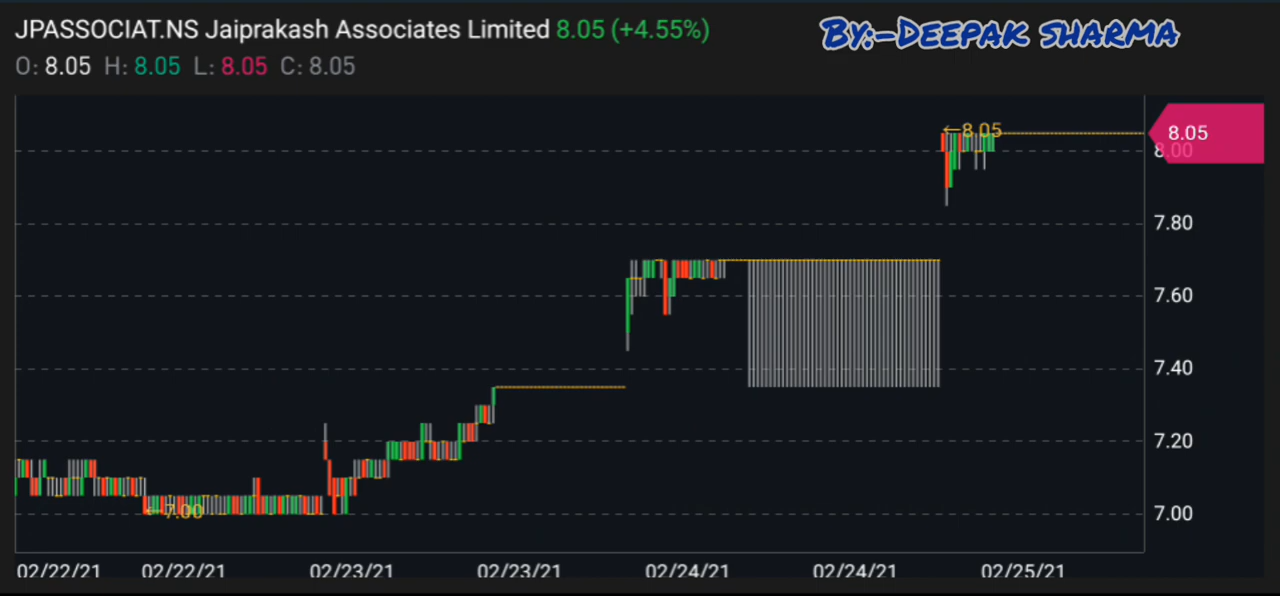 JPASSOCIAT.NS Jaiprakash Associates Limited 8.05 (+4.55%)
By:-Deepak sharma
O: 8.05 H: 8.05 L: 8.05 C: 8.05
←8.05
8.05
8.00
7.80
7.60
7.40
7.20
←7.00
7.00
02/22/21 02/22/21 02/23/21 02/23/21 02/24/21 02/24/21 02/25/21